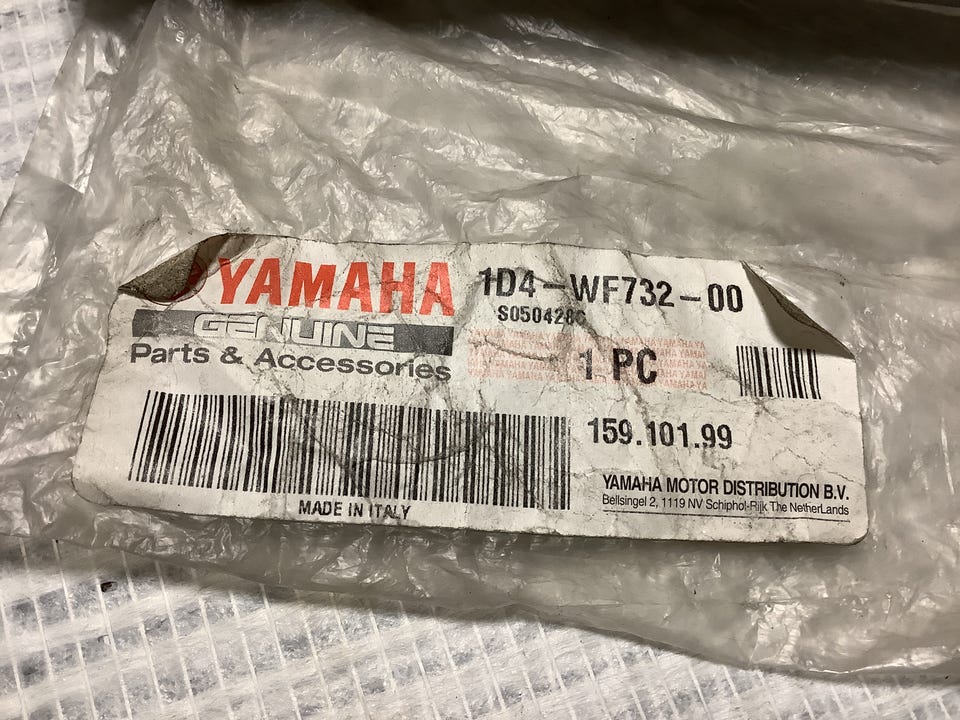 YAMAHA
GENUINE
Parts & Accessories
1D4-WF732-00
S050428C
1 PC
159.101.99
YAMAHA MOTOR DISTRIBUTION B.V.
Bellsingel 2, 1119 NV Schiphol-Rijk The NetherLands
MADE IN ITALY